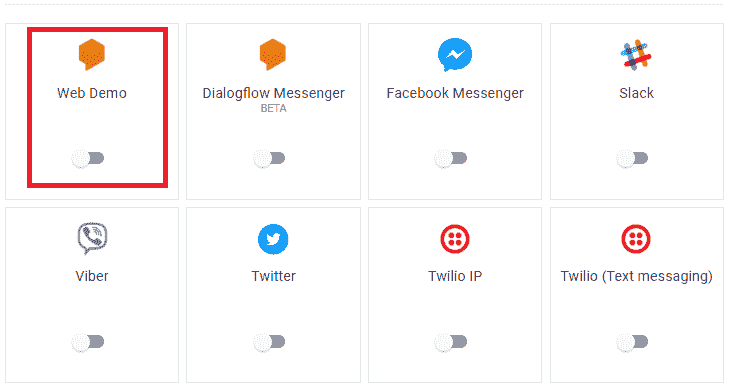 Web Demo
Dialogflow Messenger
BETA
Facebook Messenger
Slack
Viber
Twitter
Twilio IP
Twilio (Text messaging)